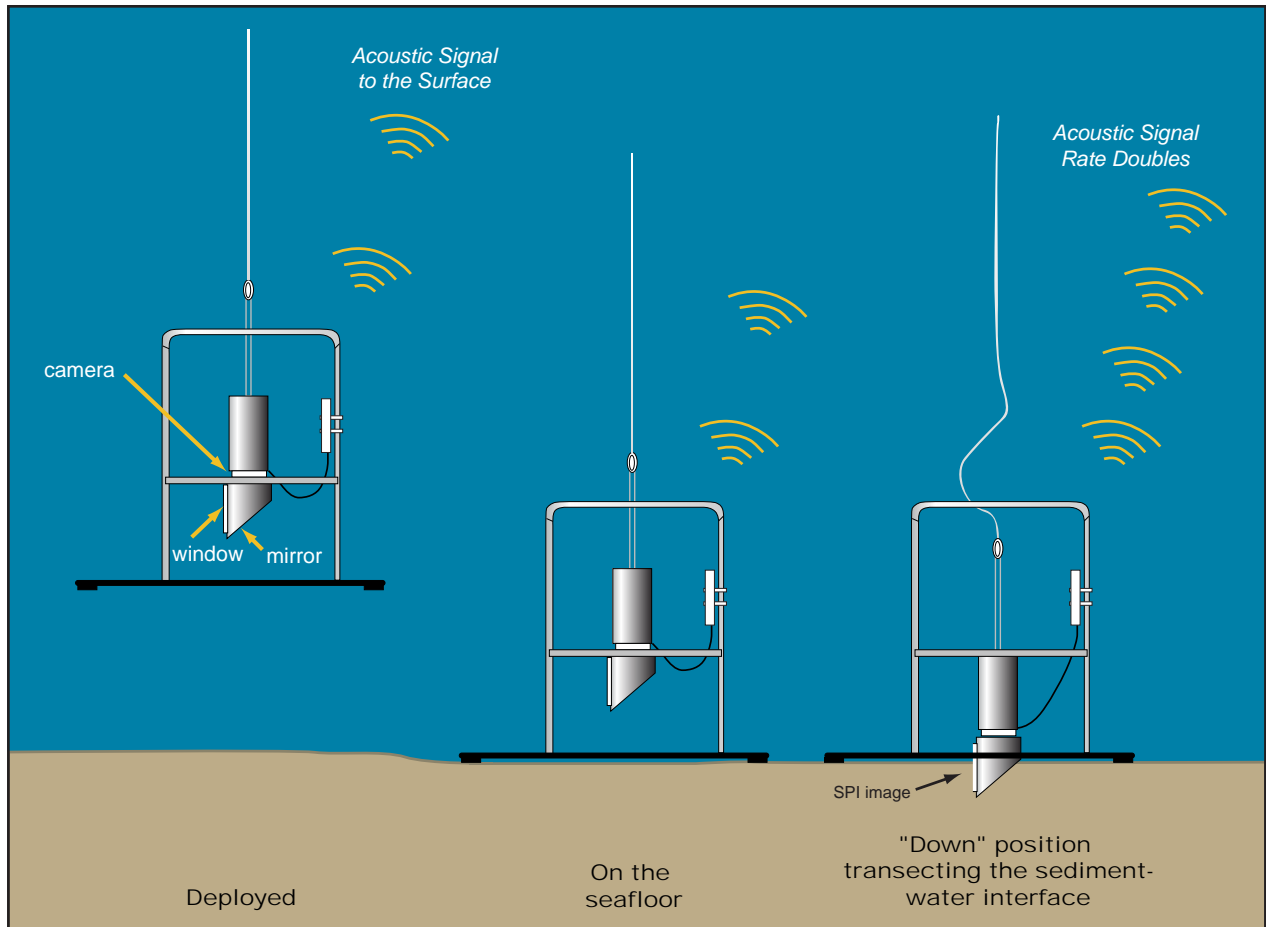 Acoustic Signal
to the Surface
Acoustic Signal
Rate Doubles
camera
window
mirror
SPI image
Deployed
On the
seafloor
"Down" position
transecting the sediment-
water interface